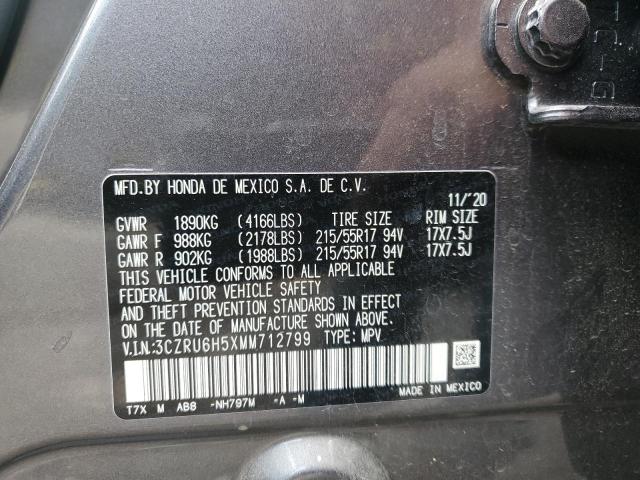 MFD.BY HONDA DE MEXICO S.A. DE C.V.
11/'20
GVWR 1890KG (4166LBS) TIRE SIZE RIM SIZE
GAWR F 988KG (2178LBS) 215/55R17 94V 17X7.5J
GAWR R 902KG (1988LBS) 215/55R17 94V 17X7.5J
THIS VEHICLE CONFORMS TO ALL APPLICABLE
FEDERAL MOTOR VEHICLE SAFETY
AND THEFT PREVENTION STANDARDS IN EFFECT
ON THE DATE OF MANUFACTURE SHOWN ABOVE.
V.I.N.:3CZRU6H5XMM712799 TYPE: MPV
T7X M AB8 -NH797M -A -M
MADE IN MEXICO